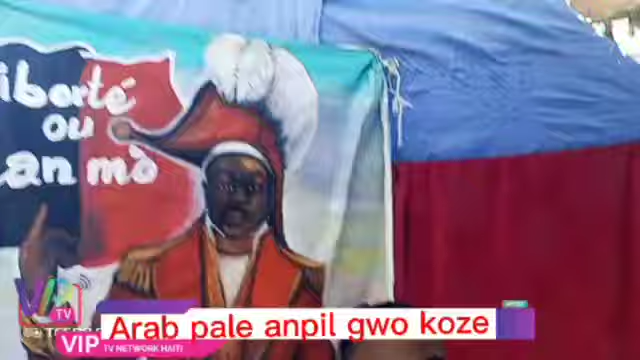 iberté
ou
an mò
TV
Arab pale anpil gwo koze
VIP
TV NETWORK HAITI